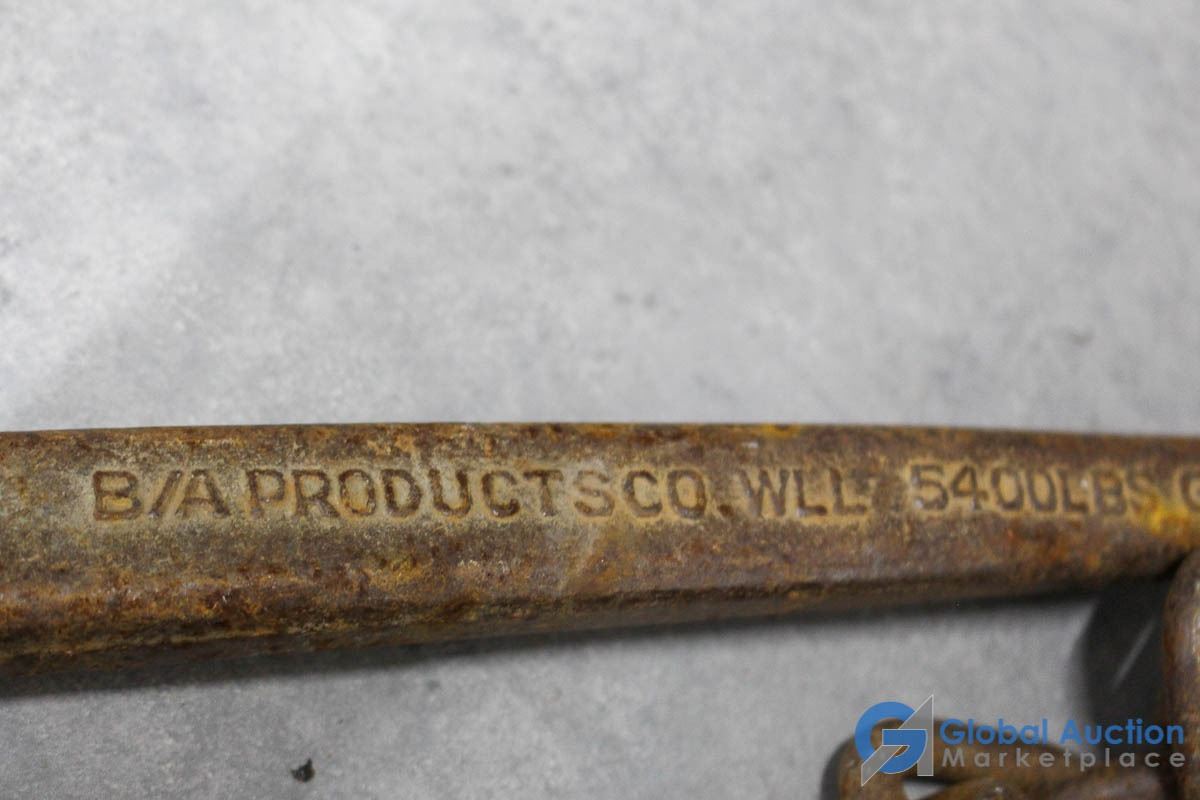 B/A PRODUCTS CO. WLL 5400LBS
Global Auction
Marketplace